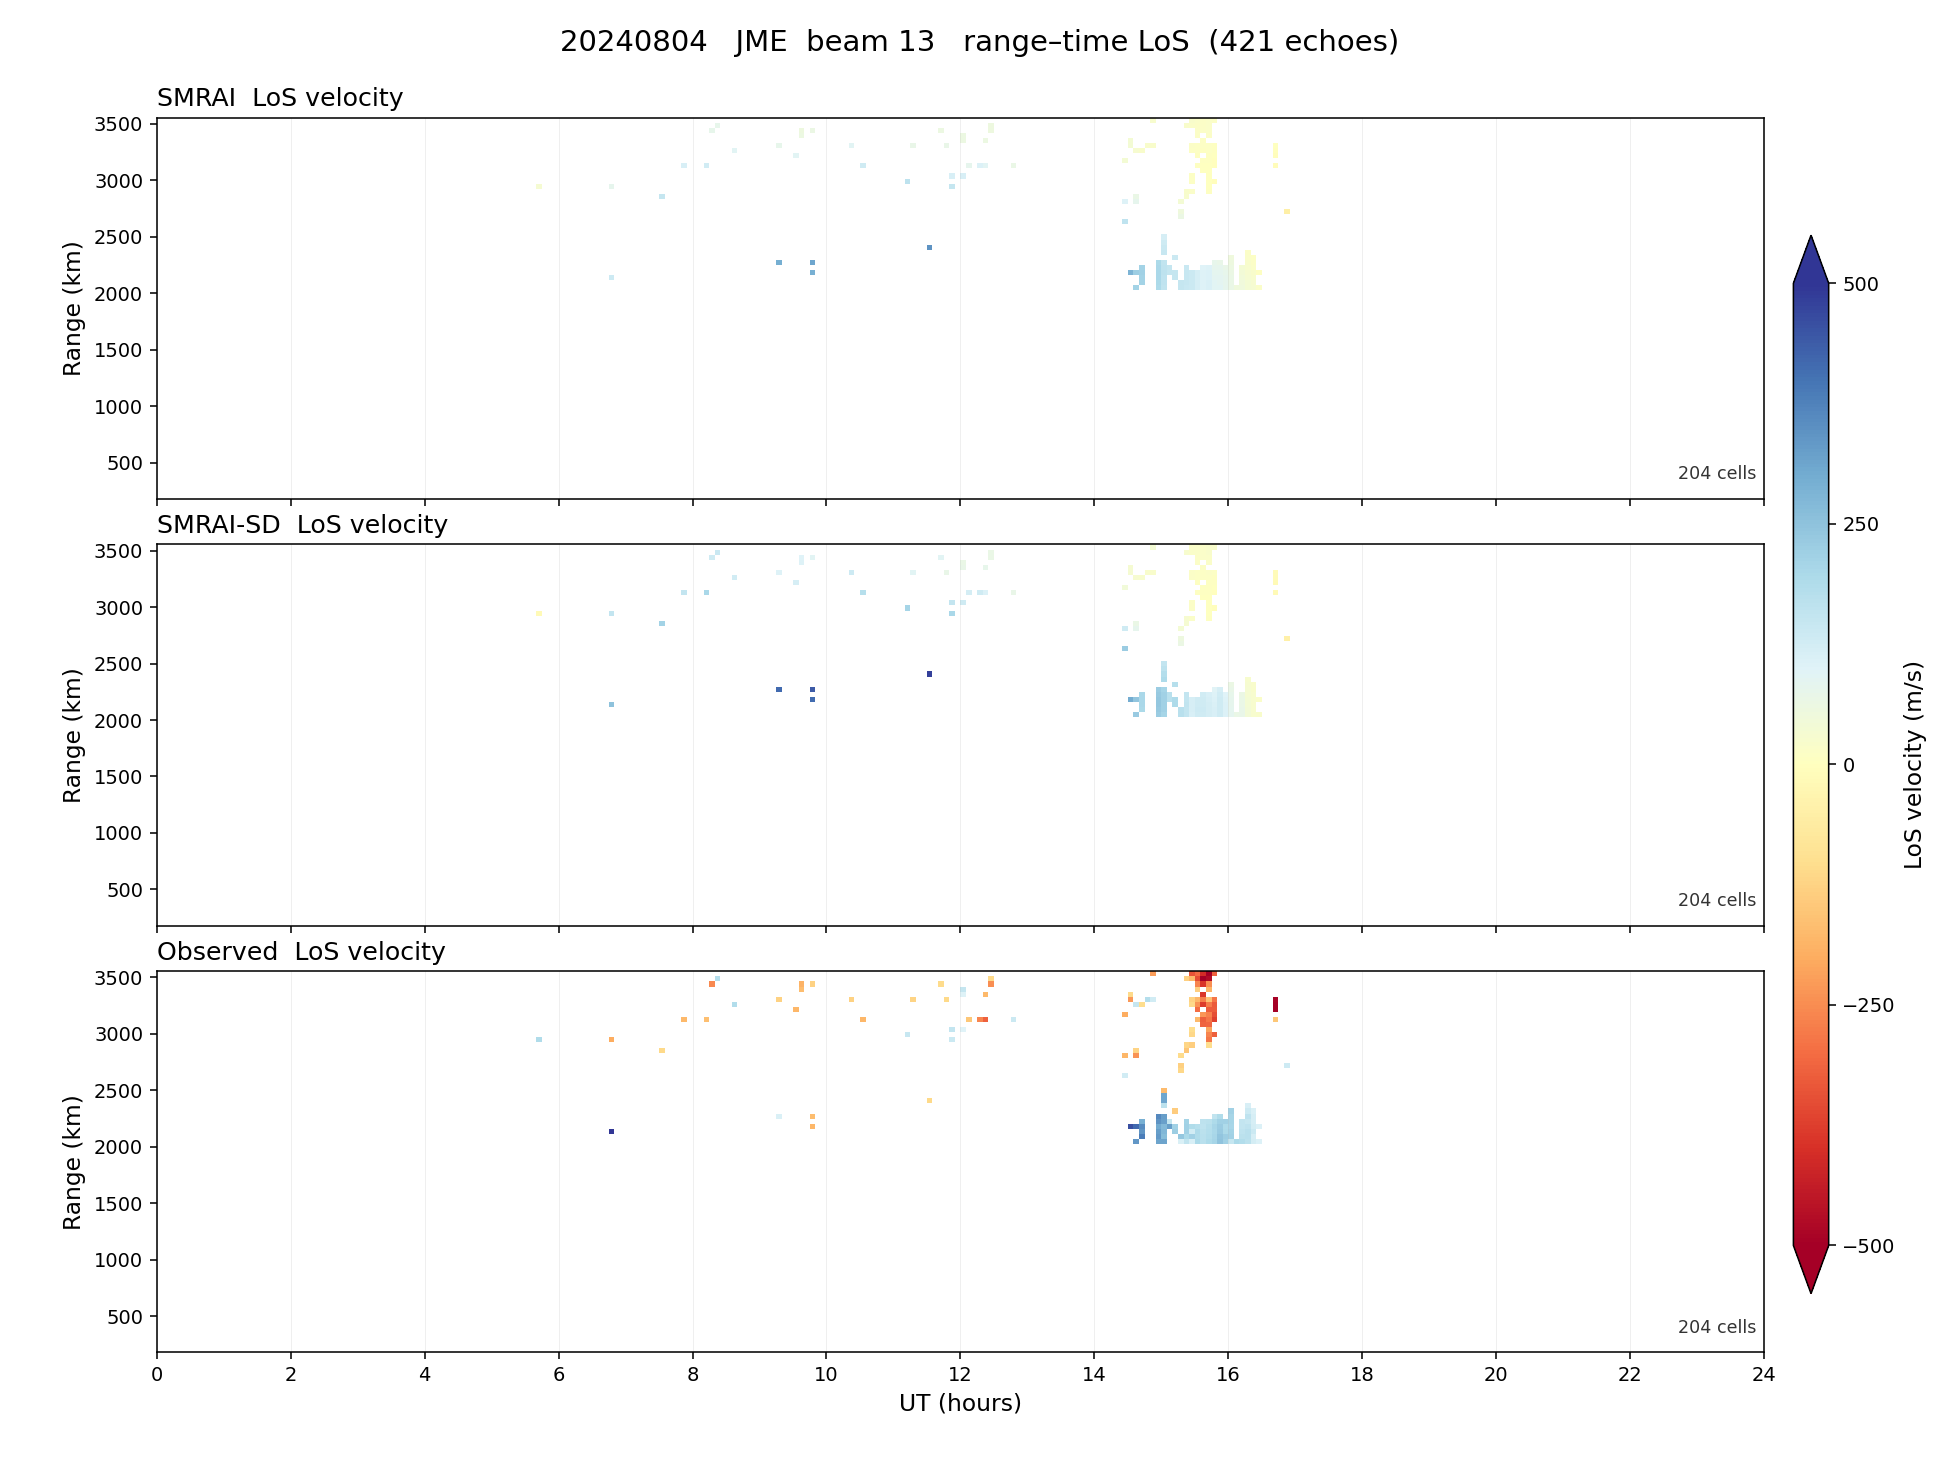 20240804 JME beam 13 range–time LoS (421 echoes)
SMRAI LoS velocity
3500
3000
2500
2000
1500
1000
500
Range (km)
204 cells
SMRAI-SD LoS velocity
3500
3000
2500
2000
1500
1000
500
Range (km)
204 cells
Observed LoS velocity
3500
3000
2500
2000
1500
1000
500
Range (km)
204 cells
0 2 4 6 8 10 12 14 16 18 20 22 24
UT (hours)
500
250
0
−250
−500
LoS velocity (m/s)